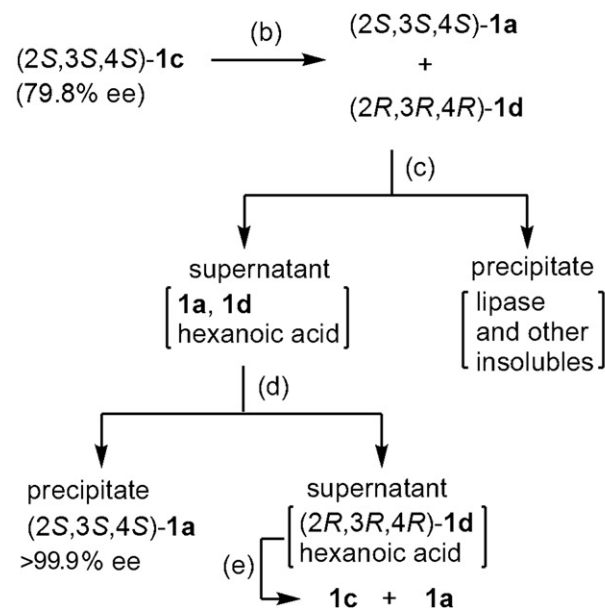 (2S,3S,4S)-1c
(79.8% ee)
(b)
(2S,3S,4S)-1a
+
(2R,3R,4R)-1d
(c)
supernatant
1a, 1d
hexanoic acid
precipitate
lipase
and other
insolubles
(d)
precipitate
(2S,3S,4S)-1a
>99.9% ee
supernatant
(2R,3R,4R)-1d
hexanoic acid
(e)
1c + 1a